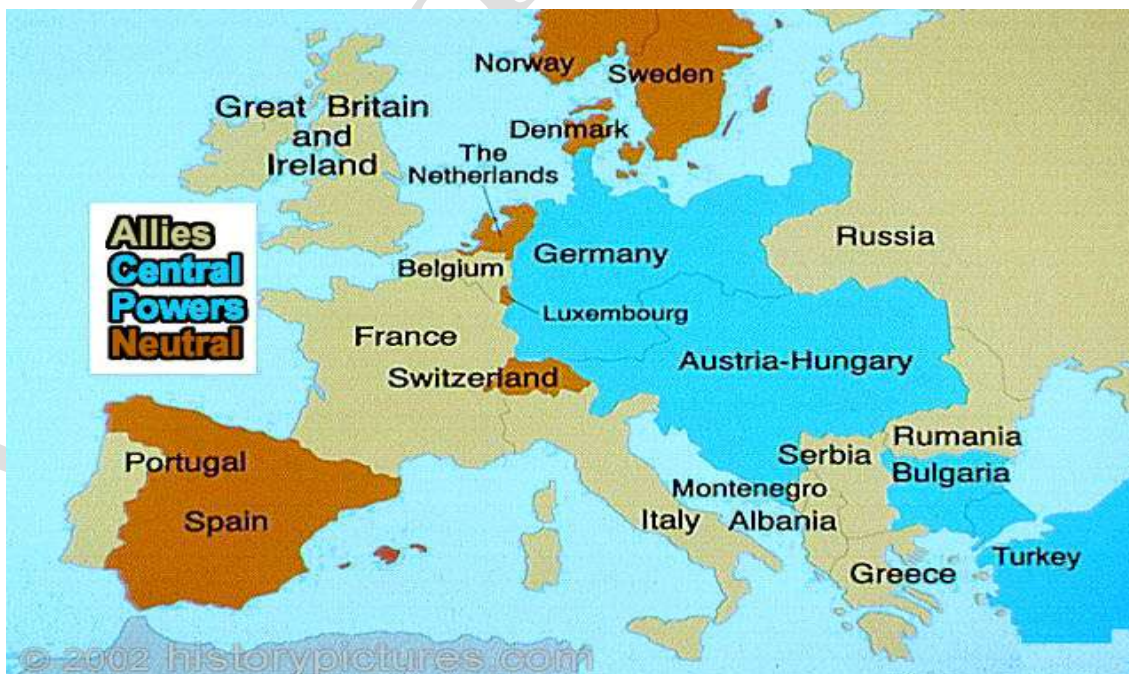 Norway
Sweden
Great Britain
and
Ireland
Denmark
The
Netherlands
Allies
Central
Powers
Neutral
Russia
Germany
Belgium
Luxembourg
France
Austria-Hungary
Switzerland
Rumania
Serbia
Portugal
Bulgaria
Montenegro
Spain
Italy
Albania
Turkey
Greece
© 2002 historypictures.com